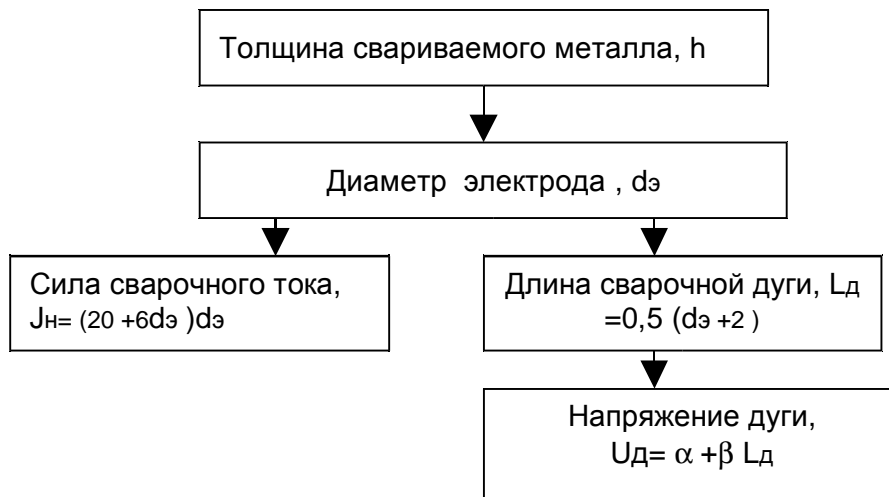 Толщина свариваемого металла, h
Диаметр электрода , dэ
Сила сварочного тока,
Jн= (20 +6dэ )dэ
Длина сварочной дуги, Lд
=0,5 (dэ +2 )
Напряжение дуги,
Uд= α +β Lд